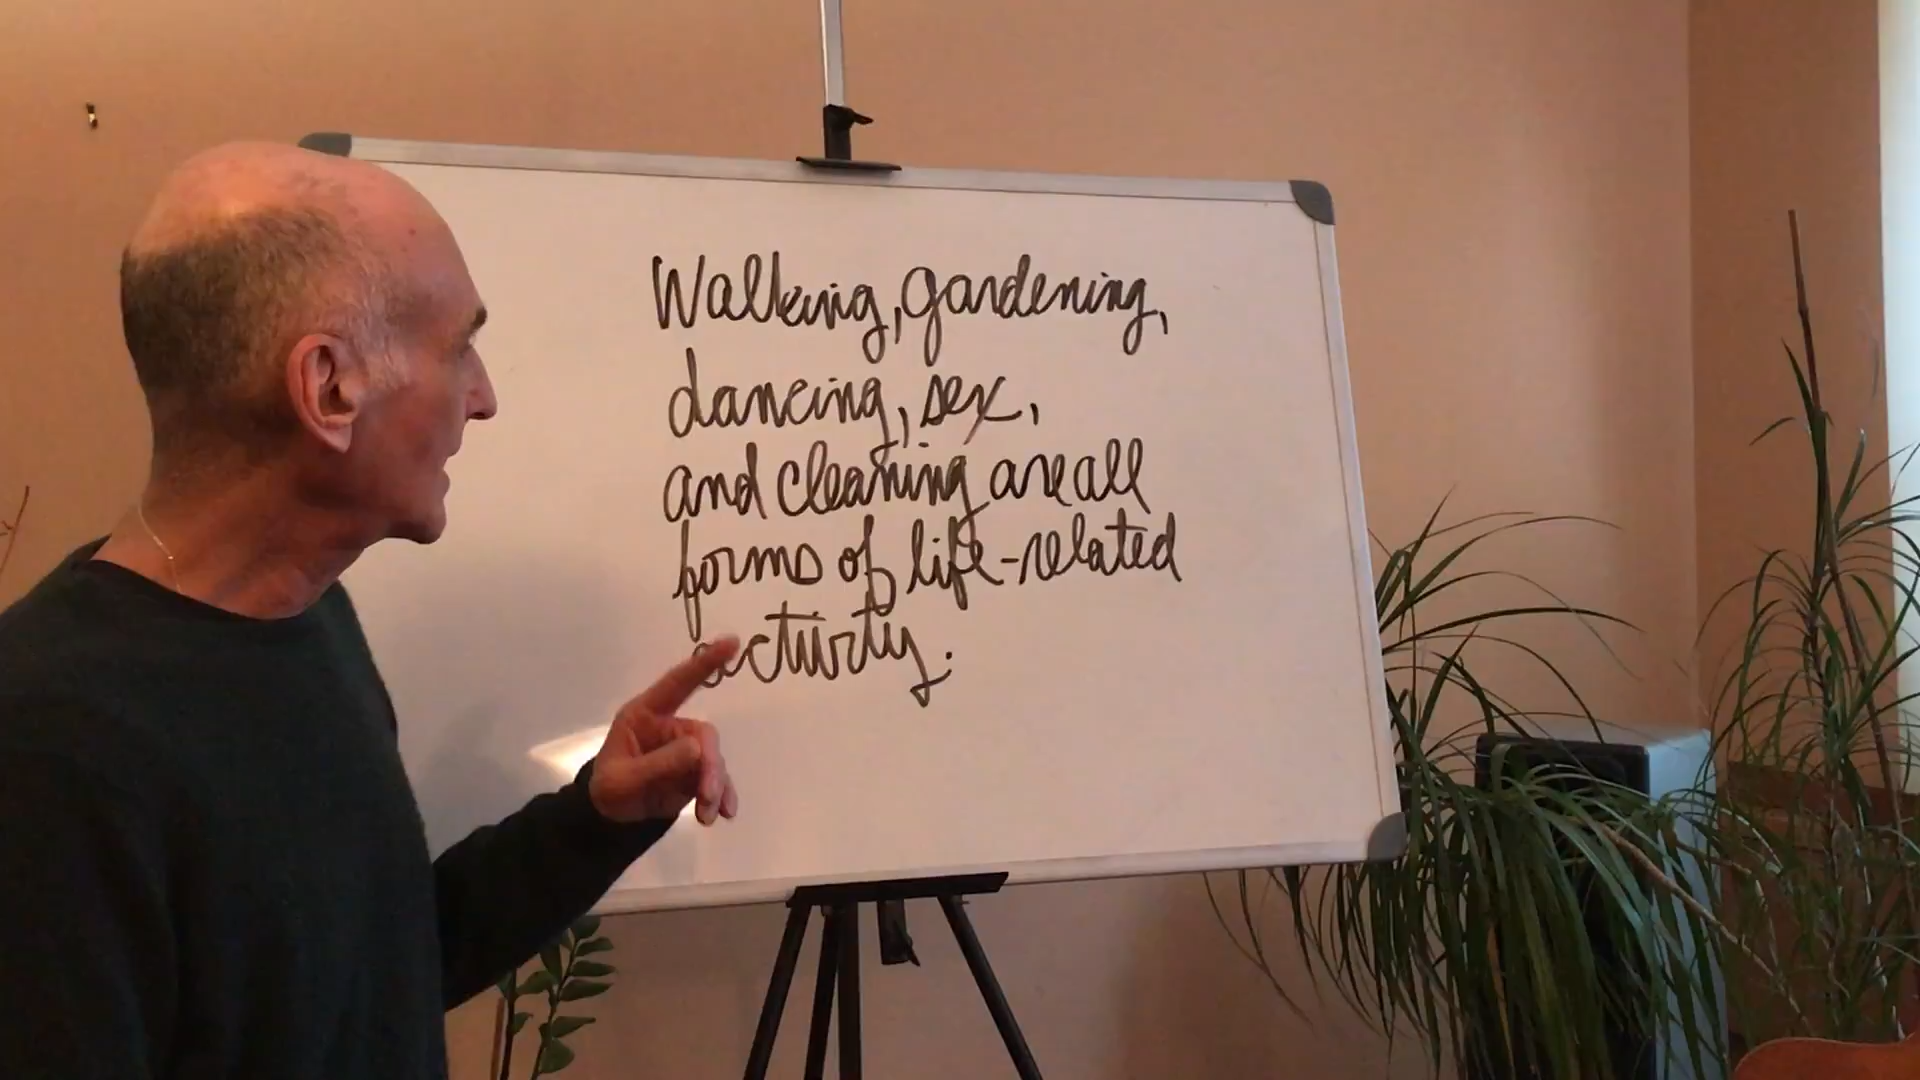 Walking, gardening,
dancing, sex,
and cleaning are all
forms of life-related
activity.